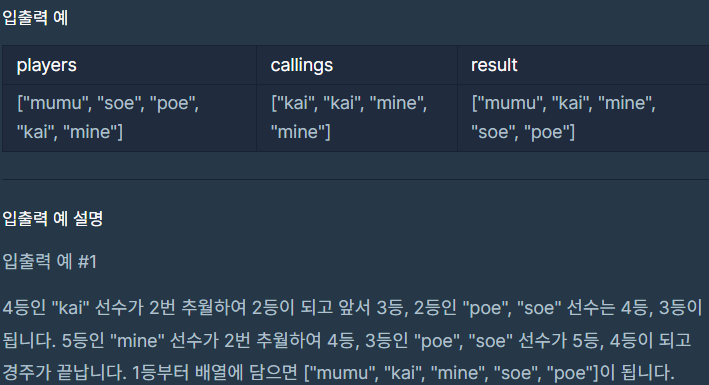 입출력 예
players callings result
["mumu", "soe", "poe", ["kai", "kai", "mine", ["mumu", "kai", "mine",
"kai", "mine"] "mine"] "soe", "poe"]
입출력 예 설명
입출력 예 #1
4등인 "kai" 선수가 2번 추월하여 2등이 되고 앞서 3등, 2등인 "poe", "soe" 선수는 4등, 3등이
됩니다. 5등인 "mine" 선수가 2번 추월하여 4등, 3등인 "poe", "soe" 선수가 5등, 4등이 되고
경주가 끝납니다. 1등부터 배열에 담으면 ["mumu", "kai", "mine", "soe", "poe"]이 됩니다.